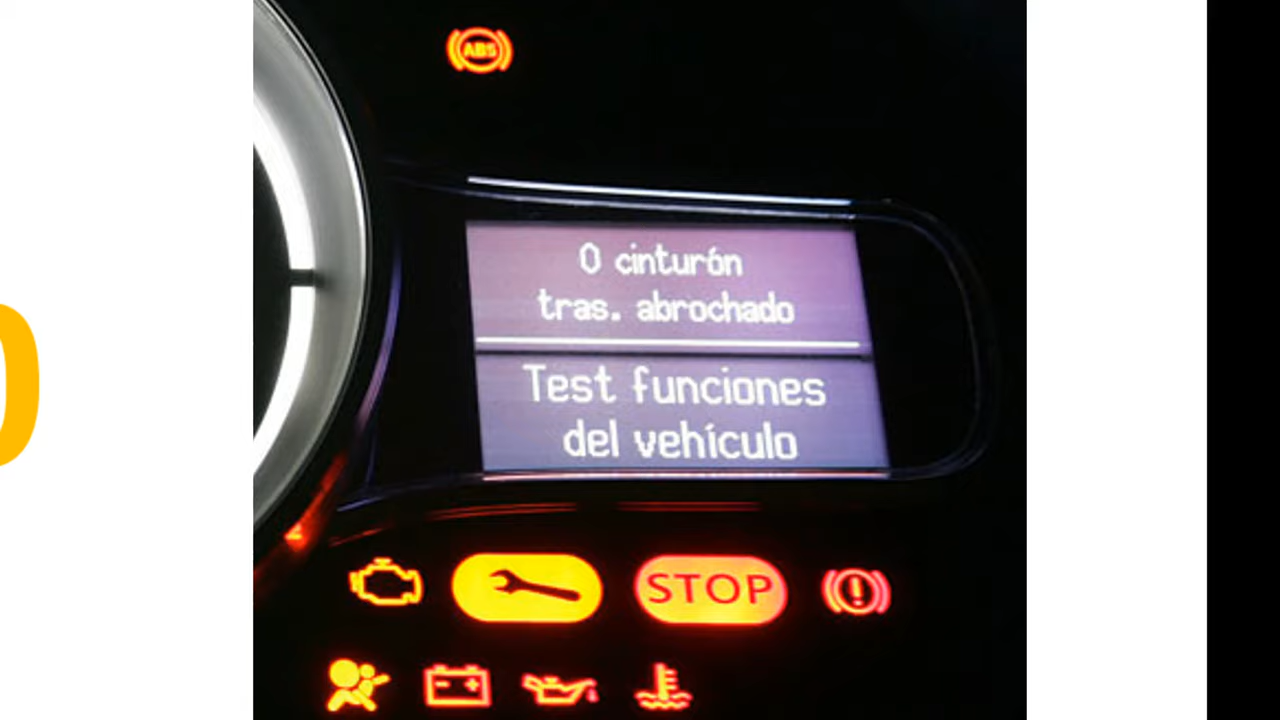 ABS
0 cinturón
tras. abrochado
Test funciones
del vehículo
STOP